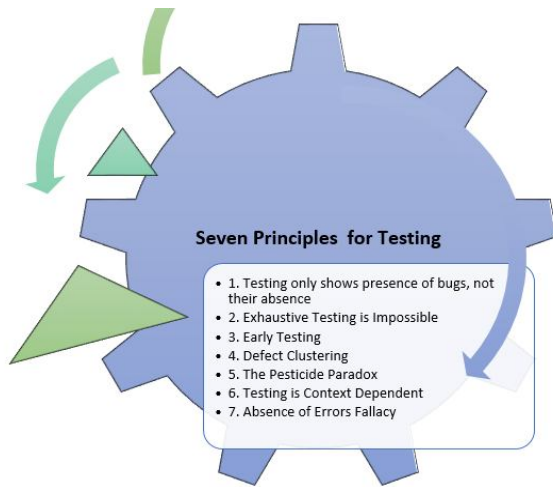 Seven Principles for Testing
• 1. Testing only shows presence of bugs, not
their absence
• 2. Exhaustive Testing is Impossible
• 3. Early Testing
• 4. Defect Clustering
• 5. The Pesticide Paradox
• 6. Testing is Context Dependent
• 7. Absence of Errors Fallacy